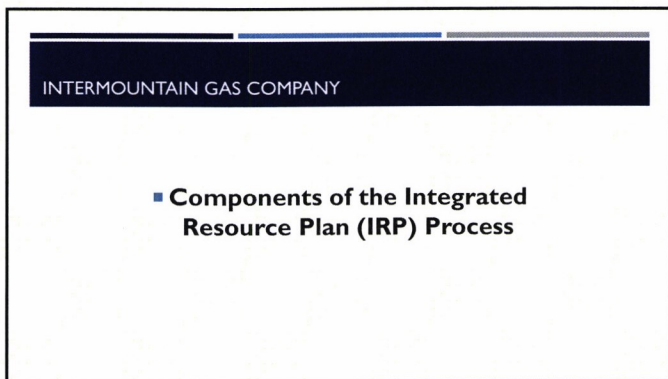 INTERMOUNTAIN GAS COMPANY
▪ Components of the Integrated
Resource Plan (IRP) Process